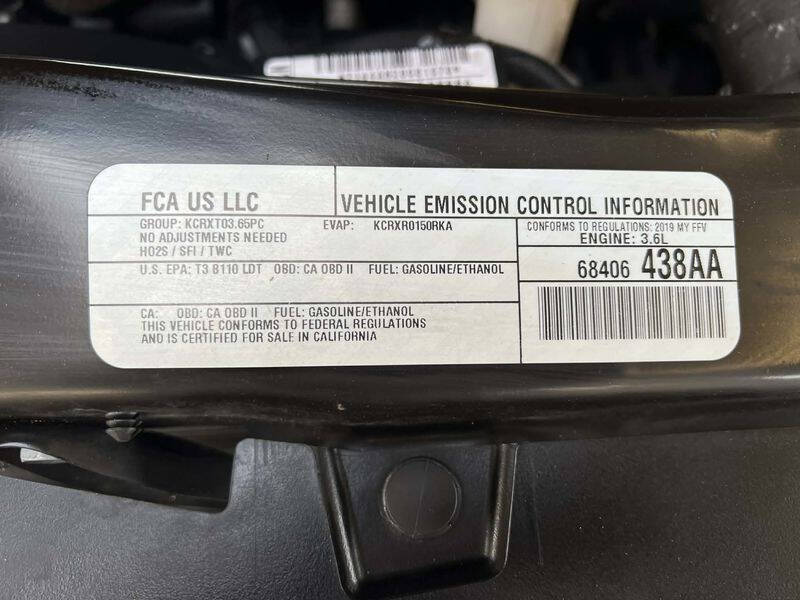 FCA US LLC
VEHICLE EMISSION CONTROL INFORMATION
GROUP: KCRXT03.65PC EVAP: KCRXR0150RKA
NO ADJUSTMENTS NEEDED
HO2S / SFI / TWC
CONFORMS TO REGULATIONS: 2019 MY FFV
ENGINE: 3.6L
68406 438AA
U.S. EPA: T3 B110 LDT OBD: CA OBD II FUEL: GASOLINE/ETHANOL
CA: OBD: CA OBD II FUEL: GASOLINE/ETHANOL
THIS VEHICLE CONFORMS TO FEDERAL REGULATIONS
AND IS CERTIFIED FOR SALE IN CALIFORNIA